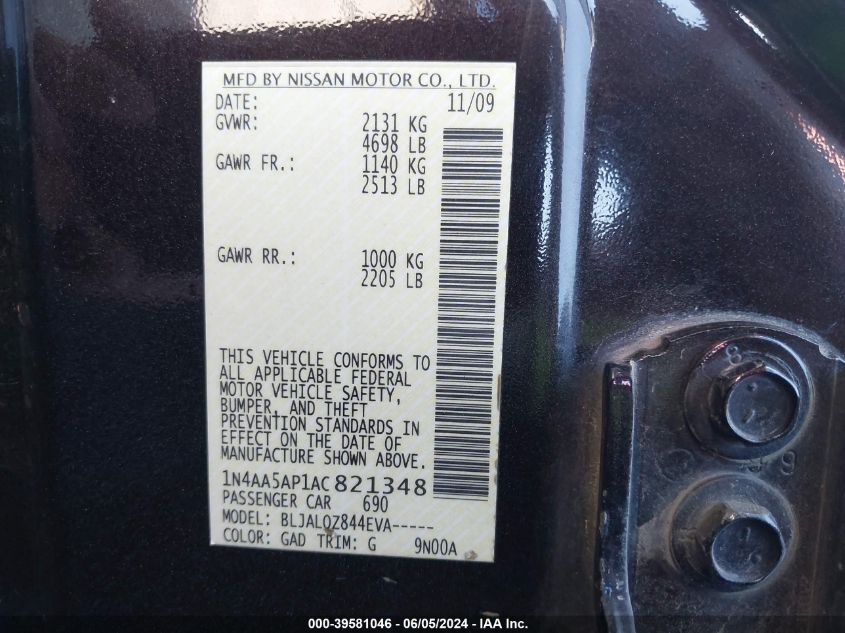 MFD BY NISSAN MOTOR CO., LTD.
DATE: 11/09
GVWR: 2131 KG
4698 LB
GAWR FR.: 1140 KG
2513 LB
GAWR RR.: 1000 KG
2205 LB
THIS VEHICLE CONFORMS TO
ALL APPLICABLE FEDERAL
MOTOR VEHICLE SAFETY,
BUMPER, AND THEFT
PREVENTION STANDARDS IN
EFFECT ON THE DATE OF
MANUFACTURE SHOWN ABOVE.
1N4AA5AP1AC821348
PASSENGER CAR 690
MODEL: BLJALQZ844EVA-----
COLOR: GAD TRIM: G 9N00A
8
9
000-39581046 - 06/05/2024 - IAA Inc.